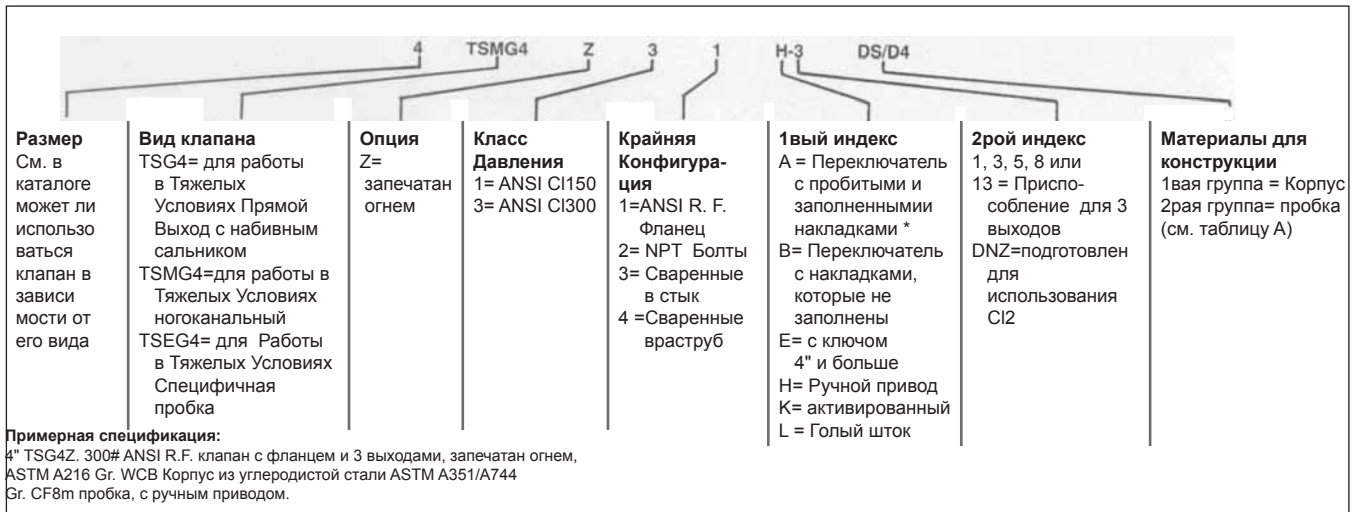 4 TSMG4 Z 3 1 H-3 DS/D4
Размер
См. в
каталоге
может ли
использо
ваться
клапан в
зависи
мости от
его вида
Вид клапана
TSG4= для работы
в Тяжелых
Условиях Прямой
Выход с набивным
сальником
TSMG4=для работы в
Тяжелых Условиях
ногоканальный
TSEG4= для Работы
в Тяжелых Условиях
Специфичная
пробка
Опция
Z=
запечатан
огнем
Класс
Давления
1= ANSI Cl150
3= ANSI Cl300
Крайняя
Конфигура-
ция
1=ANSI R. F.
Фланец
2= NPT Болты
3= Сваренные
в стык
4 =Сваренные
враструб
1вый индекс
A = Переключатель
с пробитыми и
заполненнымии
накладками *
B= Переключатель
с накладками,
которые не
заполнены
E= с ключом
4" и больше
H= Ручной привод
K= активированный
L = Голый шток
2рой индекс
1, 3, 5, 8 или
13 = Приспо-
собление для 3
выходов
DNZ=подготовлен
для
использования
Cl2
Материалы для
конструкции
1вая группа = Корпус
2рая группа= пробка
(см. таблицу А)
Примерная спецификация:
4" TSG4Z. 300# ANSI R.F. клапан с фланцем и 3 выходами, запечатан огнем,
ASTM A216 Gr. WCB Корпус из углеродистой стали ASTM A351/A744
Gr. CF8m пробка, с ручным приводом.